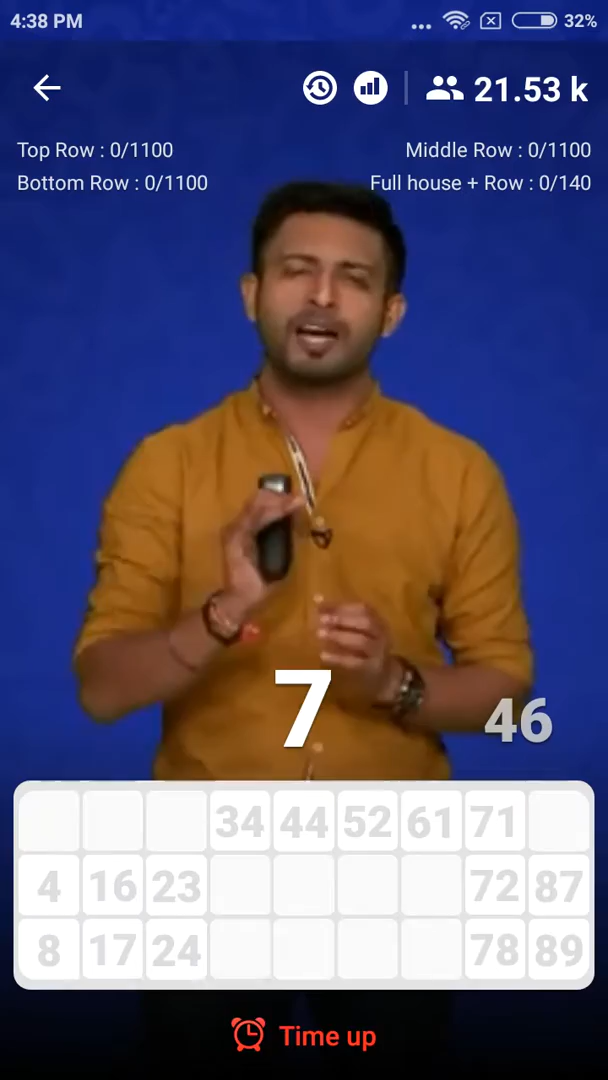 4:38 PM ... 32%
21.53 k
Top Row : 0/1100 Middle Row : 0/1100
Bottom Row : 0/1100 Full house + Row : 0/140
7 46
34 44 52 61 71
4 16 23 72 87
8 17 24 78 89
Time up